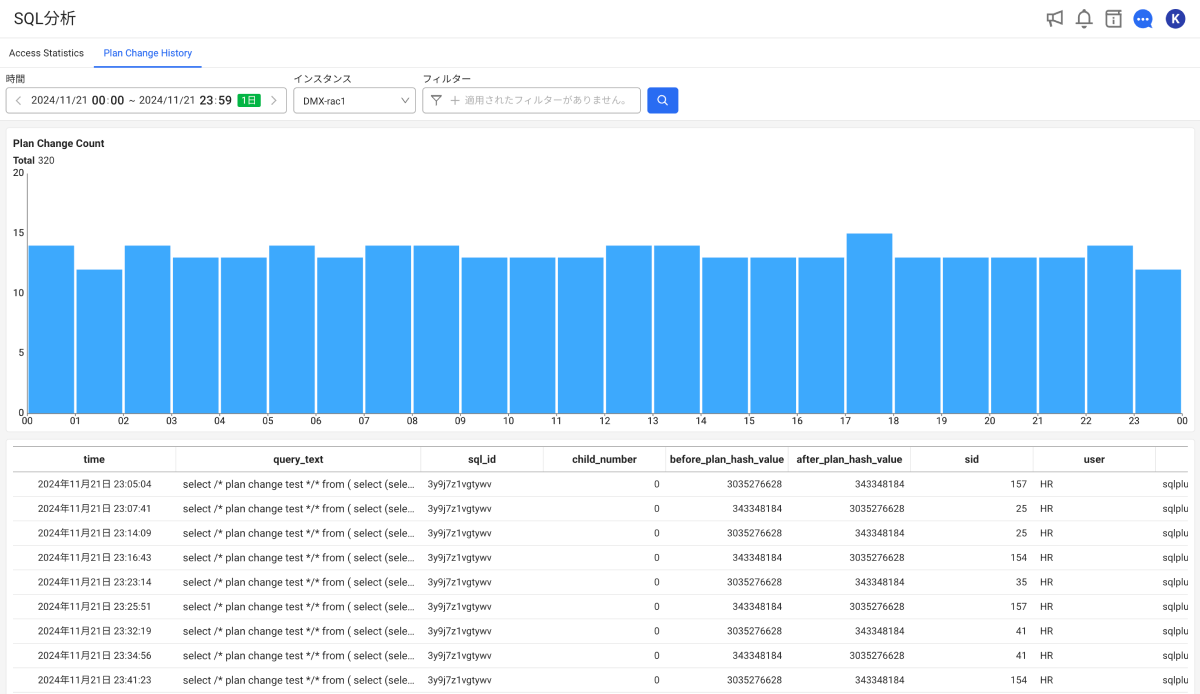 SQL分析
K
Access Statistics Plan Change History
時間 インスタンス フィルター
2024/11/21 00:00 ~ 2024/11/21 23:59 1日 DMX-rac1 適用されたフィルターがありません。
Plan Change Count
Total 320
20
15
10
5
0
00 01 02 03 04 05 06 07 08 09 10 11 12 13 14 15 16 17 18 19 20 21 22 23 00
time query_text sql_id child_number before_plan_hash_value after_plan_hash_value sid user
2024年11月21日 23:05:04 select /* plan change test */* from ( select (sele... 3y9j7z1vgtywv 0 3035276628 343348184 157 HR sqlplu
2024年11月21日 23:07:41 select /* plan change test */* from ( select (sele... 3y9j7z1vgtywv 0 343348184 3035276628 25 HR sqlplu
2024年11月21日 23:14:09 select /* plan change test */* from ( select (sele... 3y9j7z1vgtywv 0 3035276628 343348184 25 HR sqlplu
2024年11月21日 23:16:43 select /* plan change test */* from ( select (sele... 3y9j7z1vgtywv 0 343348184 3035276628 154 HR sqlplu
2024年11月21日 23:23:14 select /* plan change test */* from ( select (sele... 3y9j7z1vgtywv 0 3035276628 343348184 35 HR sqlplu
2024年11月21日 23:25:51 select /* plan change test */* from ( select (sele... 3y9j7z1vgtywv 0 343348184 3035276628 157 HR sqlplu
2024年11月21日 23:32:19 select /* plan change test */* from ( select (sele... 3y9j7z1vgtywv 0 3035276628 343348184 41 HR sqlplu
2024年11月21日 23:34:56 select /* plan change test */* from ( select (sele... 3y9j7z1vgtywv 0 343348184 3035276628 41 HR sqlplu
2024年11月21日 23:41:23 select /* plan change test */* from ( select (sele... 3y9j7z1vgtywv 0 3035276628 343348184 154 HR sqlplu